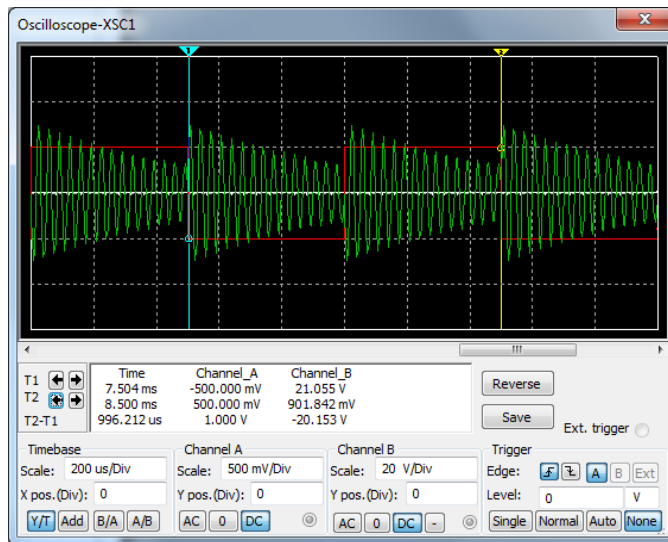 Oscilloscope-XSC1
x
1
2
Time Channel_A Channel_B
T1 7.504 ms -500.000 mV 21.055 V
T2 8.500 ms 500.000 mV 901.842 mV
T2-T1 996.212 us 1.000 V -20.153 V
Reverse
Save
Ext. trigger
Timebase Channel A Channel B Trigger
Scale: 200 us/Div Scale: 500 mV/Div Scale: 20 V/Div Edge: A B Ext
X pos.(Div): 0 Y pos.(Div): 0 Y pos.(Div): 0 Level: 0 V
Y/T Add B/A A/B AC 0 DC AC 0 DC - Single Normal Auto None